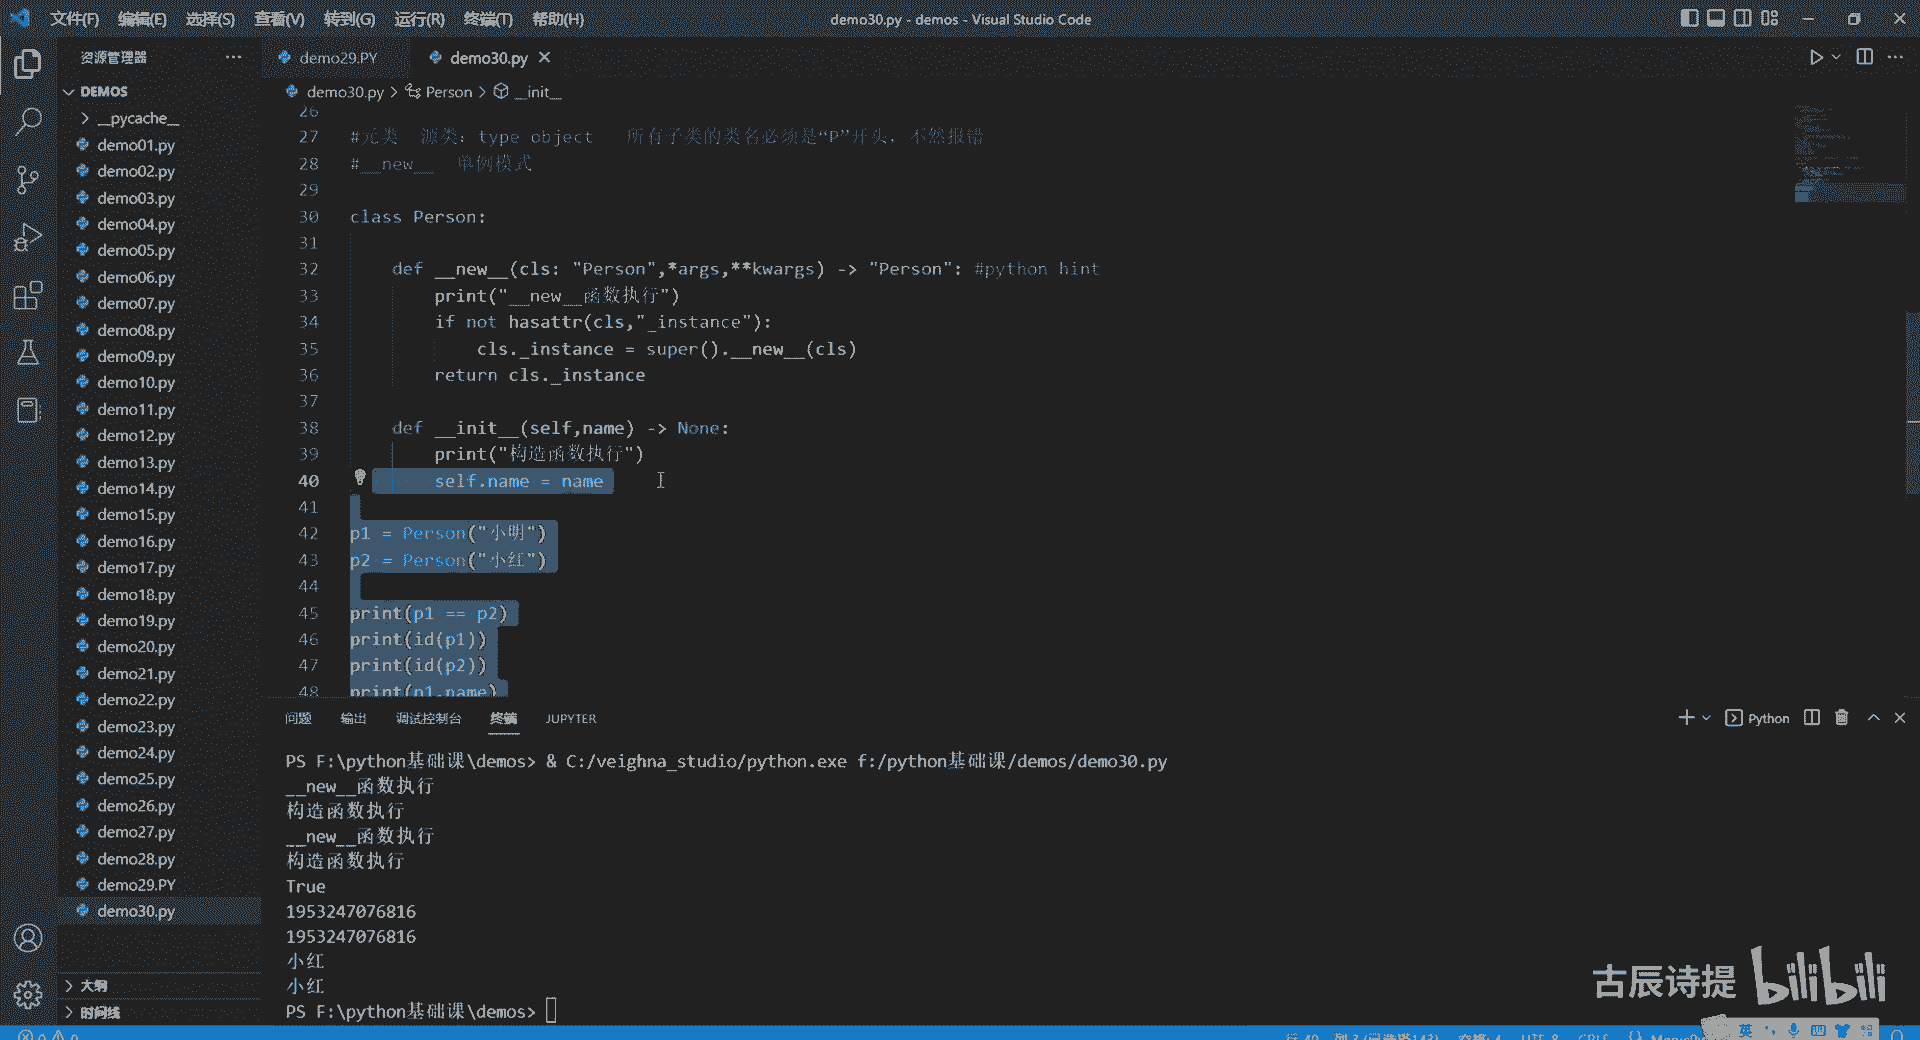 文件(F) 编辑(E) 选择(S) 查看(V) 转到(G) 运行(R) 终端(T) 帮助(H) demo30.py - demos - Visual Studio Code
资源管理器 demo29.PY demo30.py
DEMOS demo30.py > Person > __init__
__pycache__
demo01.py
demo02.py
demo03.py
demo04.py
demo05.py
demo06.py
demo07.py
demo08.py
demo09.py
demo10.py
demo11.py
demo12.py
demo13.py
demo14.py
demo15.py
demo16.py
demo17.py
demo18.py
demo19.py
demo20.py
demo21.py
demo22.py
demo23.py
demo24.py
demo25.py
demo26.py
demo27.py
demo28.py
demo29.PY
demo30.py
大纲
时间线
26
27 #元类 源类：type object 所有子类的类名必须是“P”开头，不然报错
28 #__new__ 单例模式
29
30 class Person:
31
32 def __new__(cls: "Person",*args,**kwargs) -> "Person": #python hint
33 print("__new__函数执行")
34 if not hasattr(cls,"_instance"):
35 cls._instance = super().__new__(cls)
36 return cls._instance
37
38 def __init__(self,name) -> None:
39 print("构造函数执行")
40 self.name = name
41
42 p1 = Person("小明")
43 p2 = Person("小红")
44
45 print(p1 == p2)
46 print(id(p1))
47 print(id(p2))
48 print(p1.name)
问题 输出 调试控制台 终端 JUPYTER Python
PS F:\python基础课\demos> & C:/veighna_studio/python.exe f:/python基础课/demos/demo30.py
__new__函数执行
构造函数执行
__new__函数执行
构造函数执行
True
1953247076816
1953247076816
小红
小红
PS F:\python基础课\demos>
古辰诗提 bilibili
英